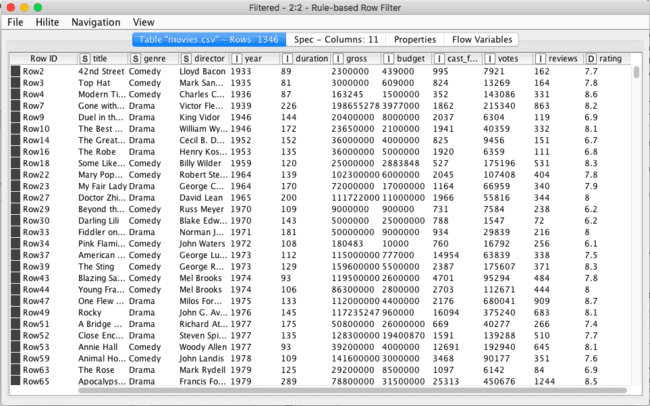 Filtered - 2:2 - Rule-based Row Filter
File Hilite Navigation View
Table "movies.csv" - Rows: 1346 Spec - Columns: 11 Properties Flow Variables
Row ID S title S genre S director I year I duration I gross I budget I cast_f... I votes I reviews D rating
Row2 42nd Street Comedy Lloyd Bacon 1933 89 2300000 439000 995 7921 162 7.7
Row3 Top Hat Comedy Mark San... 1935 81 3000000 609000 824 13269 164 7.8
Row4 Modern Ti... Comedy Charles C... 1936 87 163245 1500000 352 143086 331 8.6
Row7 Gone with... Drama Victor Fle... 1939 226 198655278 3977000 1862 215340 863 8.2
Row9 Duel in th... Drama King Vidor 1946 144 20400000 8000000 2037 6304 119 6.9
Row10 The Best ... Drama William Wy... 1946 172 23650000 2100000 1941 40359 332 8.1
Row14 The Great... Drama Cecil B. D... 1952 152 36000000 4000000 825 9456 151 6.7
Row16 The Robe Drama Henry Kos... 1953 135 36000000 5000000 1920 6359 111 6.8
Row18 Some Like... Comedy Billy Wilder 1959 120 25000000 2883848 527 175196 531 8.3
Row22 Mary Pop... Comedy Robert Ste... 1964 139 102300000 6000000 2045 107408 404 7.8
Row23 My Fair Lady Drama George C... 1964 170 72000000 17000000 1164 66959 340 7.9
Row27 Doctor Zhi... Drama David Lean 1965 200 111722000 11000000 1966 55816 344 8
Row29 Beyond th... Comedy Russ Meyer 1970 109 9000000 900000 731 7584 238 6.2
Row30 Darling Lili Comedy Blake Edw... 1970 143 5000000 25000000 788 1547 72 6.2
Row33 Fiddler on... Drama Norman J... 1971 181 50000000 9000000 934 29839 216 8
Row34 Pink Flami... Comedy John Waters 1972 108 180483 10000 760 16792 256 6.1
Row37 American ... Comedy George Lu... 1973 112 115000000 777000 14954 63839 338 7.5
Row39 The Sting Comedy George R... 1973 129 159600000 5500000 2387 175607 371 8.3
Row43 Blazing Sa... Comedy Mel Brooks 1974 93 119500000 2600000 4701 95294 484 7.8
Row44 Young Fra... Comedy Mel Brooks 1974 106 86300000 2800000 2703 112671 444 8
Row47 One Flew ... Drama Milos For... 1975 133 112000000 4400000 2176 680041 909 8.7
Row49 Rocky Drama John G. Av... 1976 145 117235247 960000 16094 375240 683 8.1
Row51 A Bridge ... Drama Richard At... 1977 175 50800000 26000000 669 40277 266 7.4
Row52 Close Enc... Drama Steven Spi... 1977 135 128300000 19400870 1591 139288 510 7.7
Row53 Annie Hall Comedy Woody Allen 1977 93 39200000 4000000 12691 192940 645 8.1
Row59 Animal Ho... Comedy John Landis 1978 109 141600000 3000000 3468 90177 351 7.6
Row63 The Rose Drama Mark Rydell 1979 125 29200000 8500000 1097 6142 84 6.9
Row65 Apocalyps... Drama Francis Fo... 1979 289 78800000 31500000 25313 450676 1244 8.5